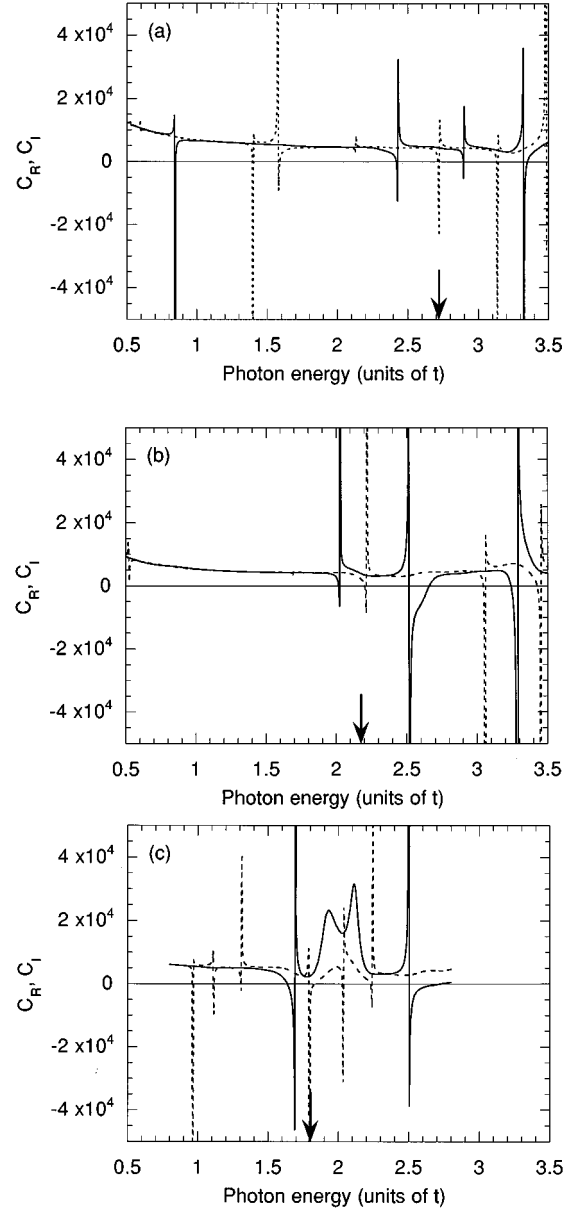 (a)
4 x10⁴
2 x10⁴
0
-2 x10⁴
-4 x10⁴
C_R, C_I
0.5 1 1.5 2 2.5 3 3.5
Photon energy (units of t)
(b)
4 x10⁴
2 x10⁴
0
-2 x10⁴
-4 x10⁴
C_R, C_I
0.5 1 1.5 2 2.5 3 3.5
Photon energy (units of t)
(c)
4 x10⁴
2 x10⁴
0
-2 x10⁴
-4 x10⁴
C_R, C_I
0.5 1 1.5 2 2.5 3 3.5
Photon energy (units of t)